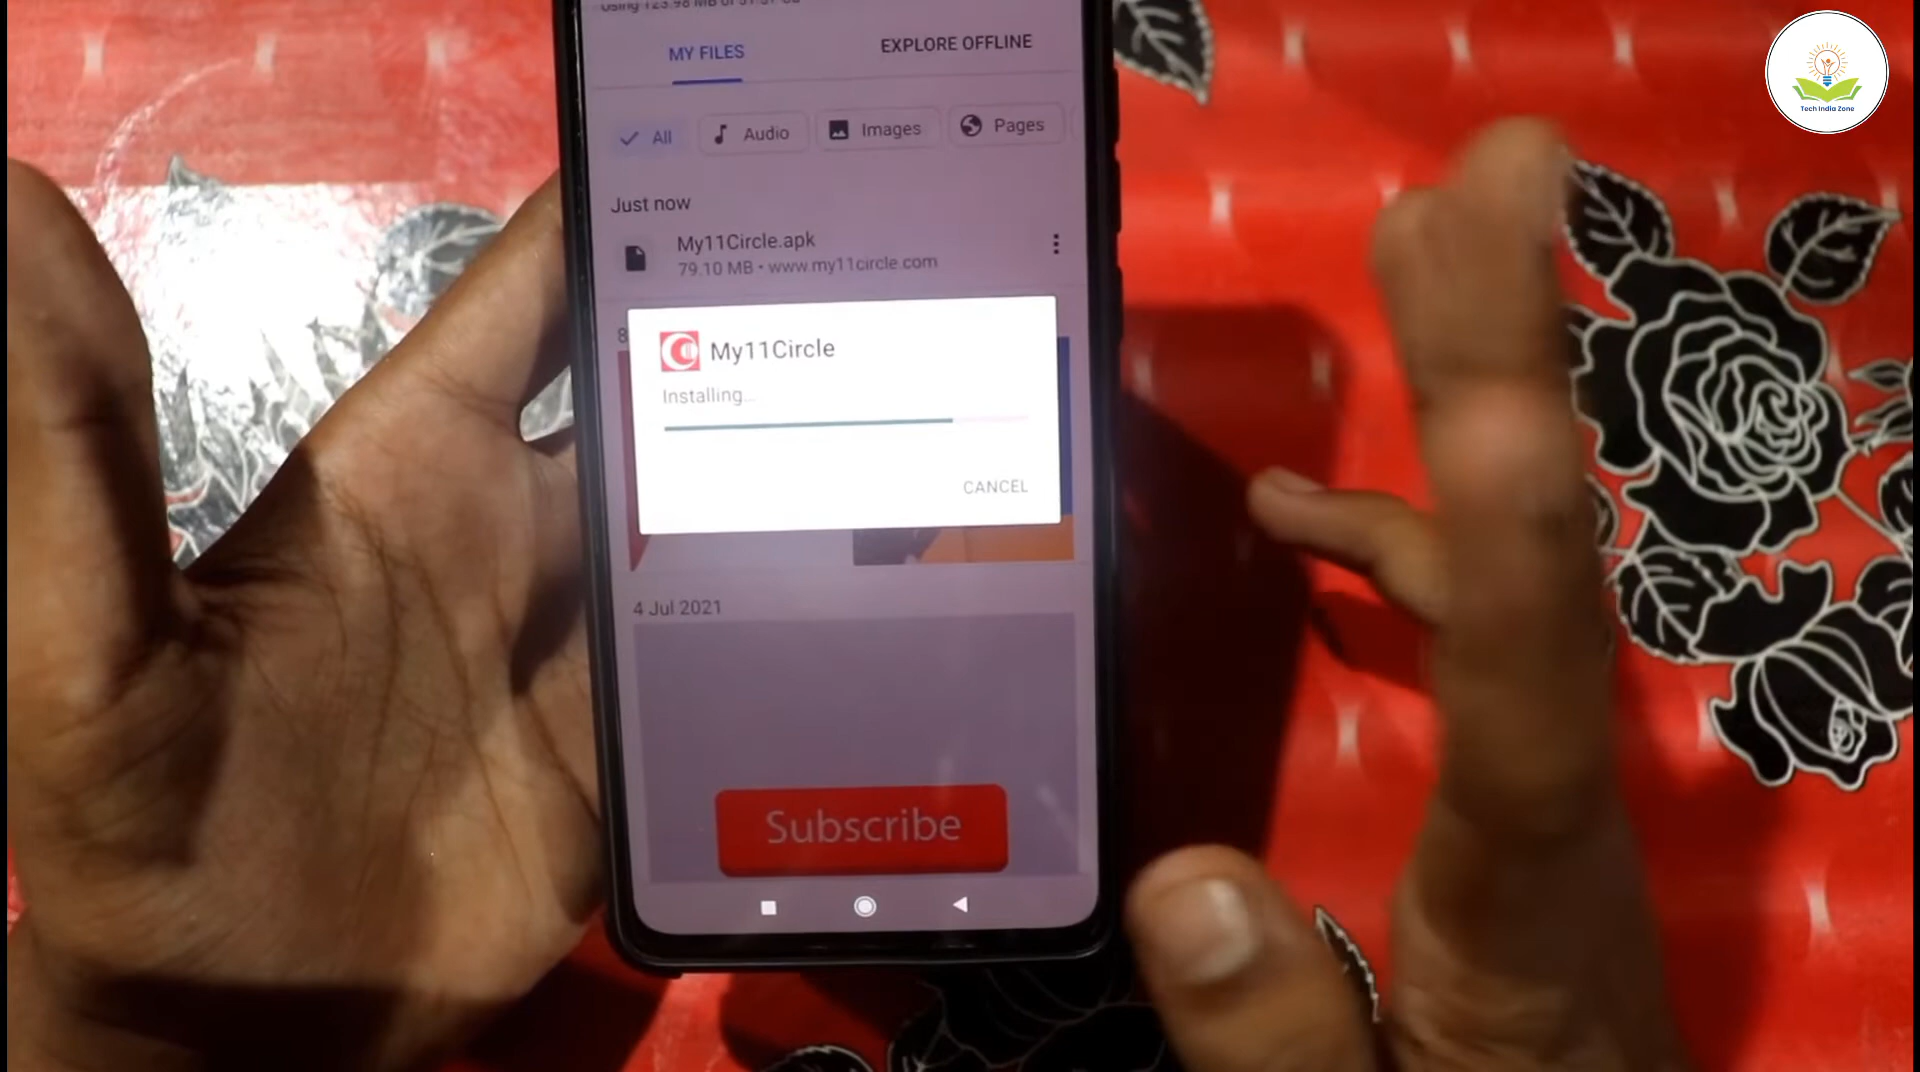 MY FILES
EXPLORE OFFLINE
All
Audio
Images
Pages
Just now
My11Circle.apk
79.10 MB • www.my11circle.com
8
My11Circle
Installing...
CANCEL
4 Jul 2021
Subscribe
Tech India Zone